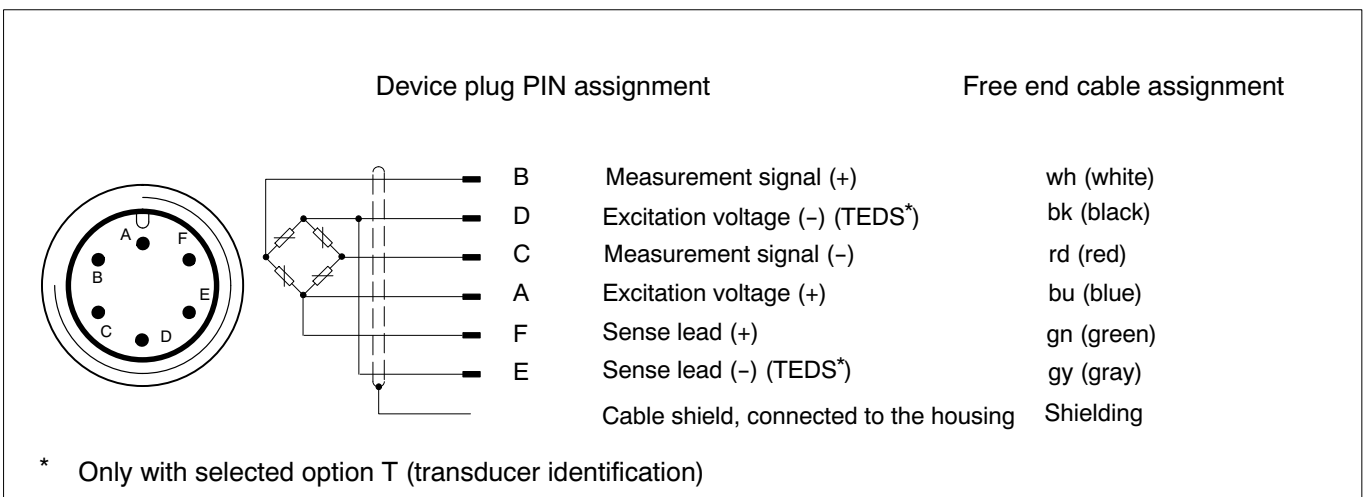 Device plug PIN assignment Free end cable assignment
A F
B
E
C D
B Measurement signal (+) wh (white)
D Excitation voltage (–) (TEDS*) bk (black)
C Measurement signal (–) rd (red)
A Excitation voltage (+) bu (blue)
F Sense lead (+) gn (green)
E Sense lead (–) (TEDS*) gy (gray)
Cable shield, connected to the housing Shielding
* Only with selected option T (transducer identification)